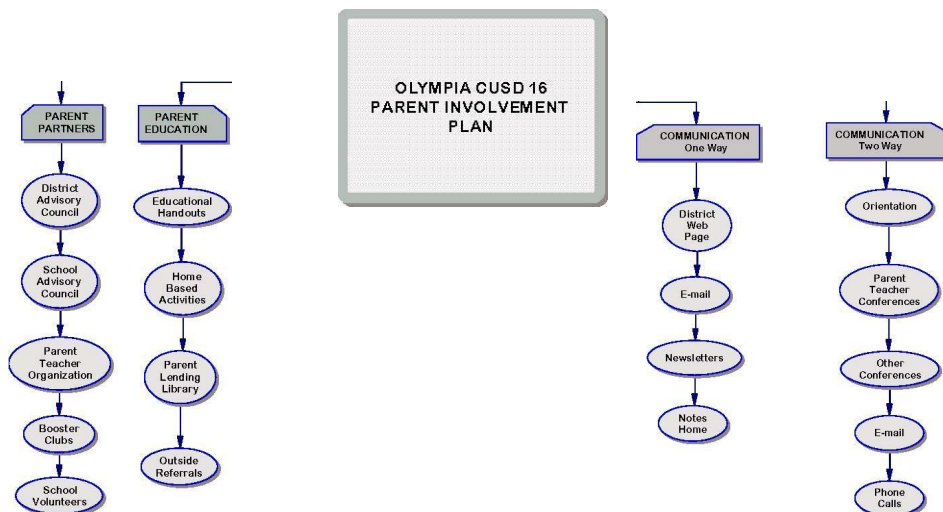 OLYMPIA CUSD 16
PARENT INVOLVEMENT
PLAN
PARENT
PARTNERS
District
Advisory
Council
School
Advisory
Council
Parent
Teacher
Organization
Booster
Clubs
School
Volunteers
PARENT
EDUCATION
Educational
Handouts
Home
Based
Activities
Parent
Lending
Library
Outside
Referrals
COMMUNICATION
One Way
District
Web
Page
E-mail
Newsletters
Notes
Home
COMMUNICATION
Two Way
Orientation
Parent
Teacher
Conferences
Other
Conferences
E-mail
Phone
Calls